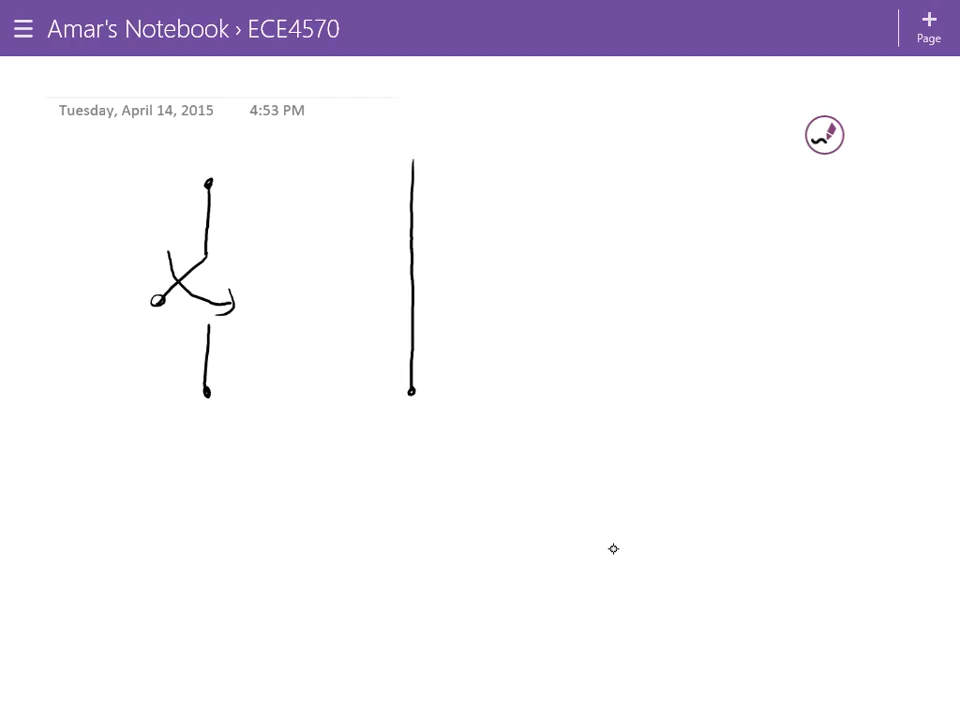 Amar's Notebook › ECE4570
Page
Tuesday, April 14, 2015 4:53 PM